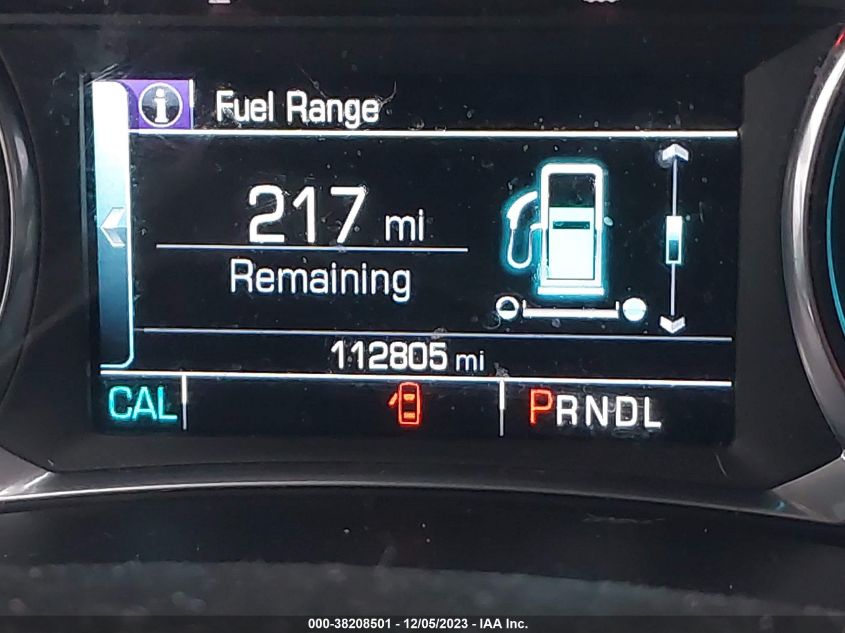 Fuel Range
217 mi
Remaining
112805 mi
CAL PRNDL
000-38208501 - 12/05/2023 - IAA Inc.